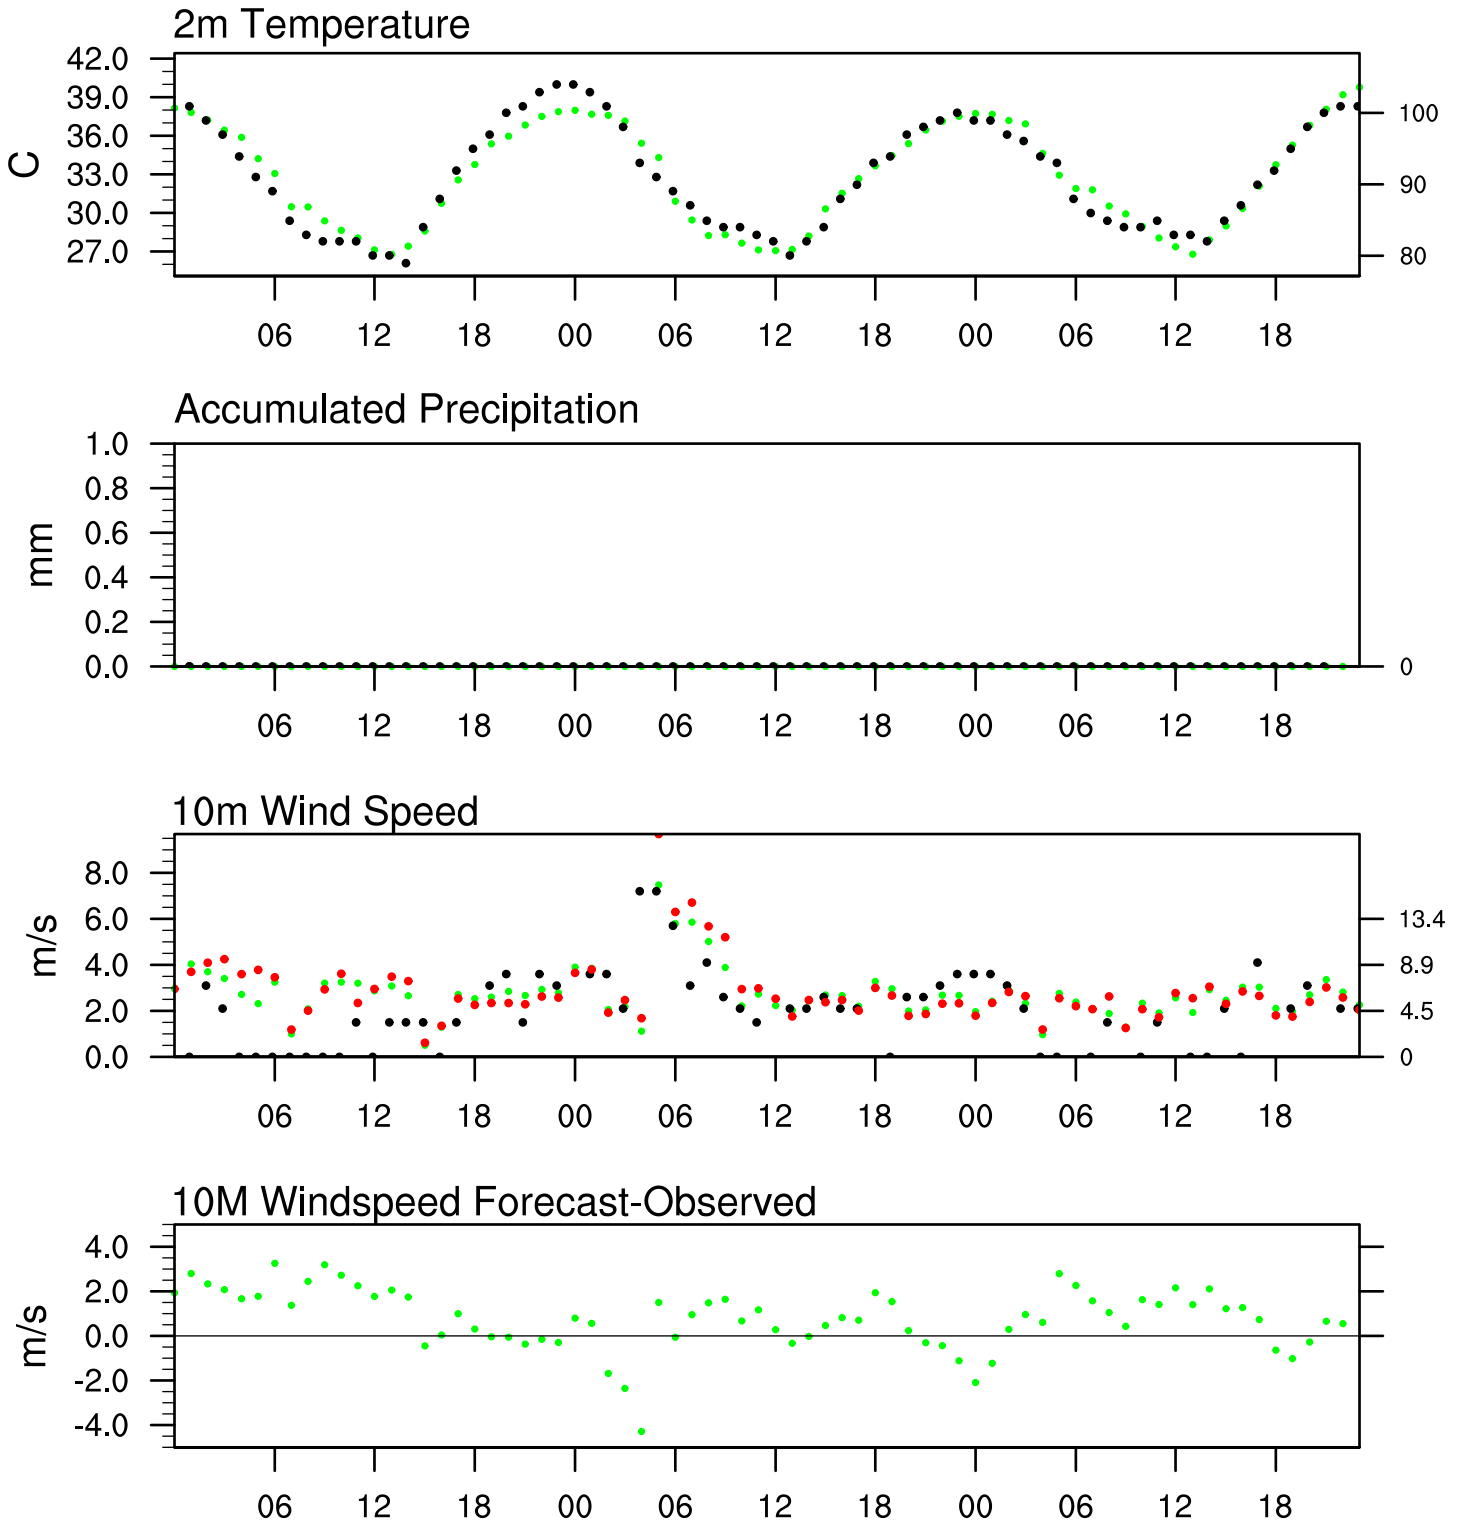 2m Temperature
42.0
39.0
36.0
33.0
30.0
27.0
C
100
90
80
06 12 18 00 06 12 18 00 06 12 18
Accumulated Precipitation
1.0
0.8
0.6
0.4
0.2
0.0
mm
0
06 12 18 00 06 12 18 00 06 12 18
10m Wind Speed
8.0
6.0
4.0
2.0
0.0
m/s
13.4
8.9
4.5
0
06 12 18 00 06 12 18 00 06 12 18
10M Windspeed Forecast-Observed
4.0
2.0
0.0
-2.0
-4.0
m/s
06 12 18 00 06 12 18 00 06 12 18